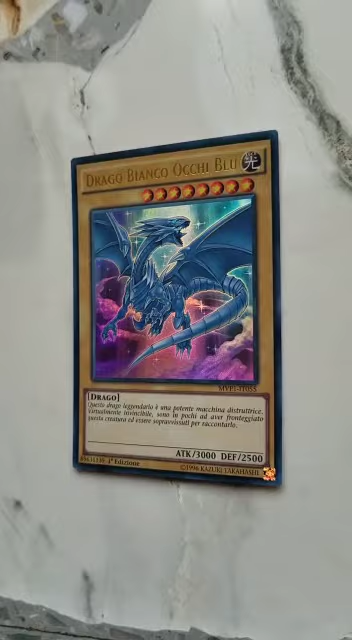 DRAGO BIANCO OCCHI BLU
光
MVP1-IT055
[DRAGO]
Questo drago leggendario è una potente macchina distruttrice.
Virtualmente invincibile, sono in pochi ad aver fronteggiato
questa creatura ed essere sopravvissuti per raccontarlo.
ATK/3000 DEF/2500
1ª Edizione
©1996 KAZUKI TAKAHASHI